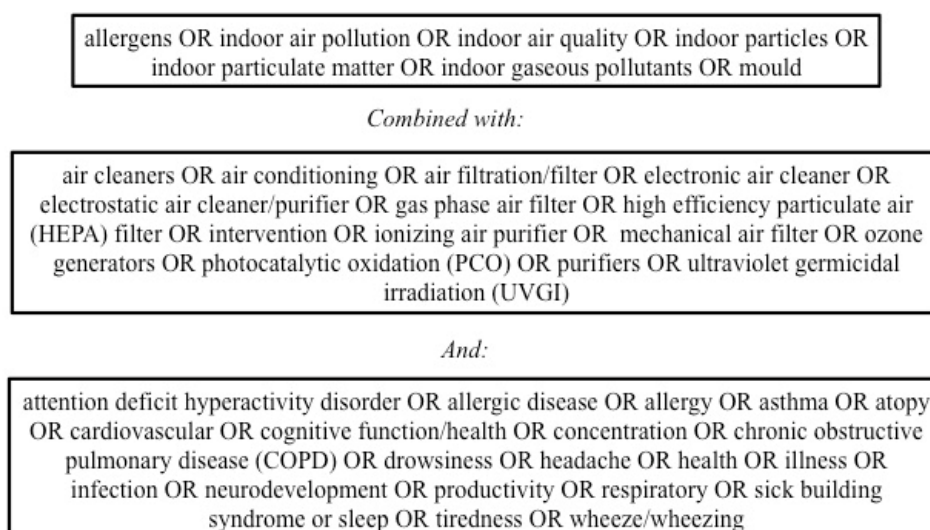 allergens OR indoor air pollution OR indoor air quality OR indoor particles OR
indoor particulate matter OR indoor gaseous pollutants OR mould
Combined with:
air cleaners OR air conditioning OR air filtration/filter OR electronic air cleaner OR
electrostatic air cleaner/purifier OR gas phase air filter OR high efficiency particulate air
(HEPA) filter OR intervention OR ionizing air purifier OR  mechanical air filter OR ozone
generators OR photocatalytic oxidation (PCO) OR purifiers OR ultraviolet germicidal
irradiation (UVGI)
And:
attention deficit hyperactivity disorder OR allergic disease OR allergy OR asthma OR atopy
OR cardiovascular OR cognitive function/health OR concentration OR chronic obstructive
pulmonary disease (COPD) OR drowsiness OR headache OR health OR illness OR
infection OR neurodevelopment OR productivity OR respiratory OR sick building
syndrome or sleep OR tiredness OR wheeze/wheezing